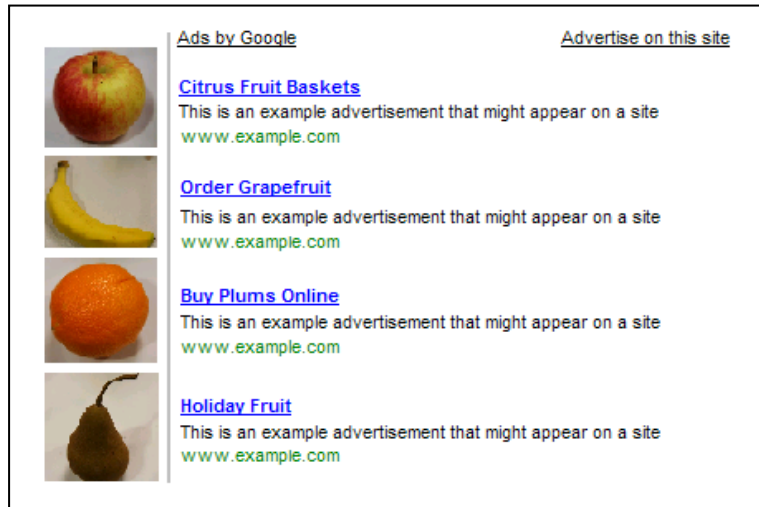 Ads by Google Advertise on this site
Citrus Fruit Baskets
This is an example advertisement that might appear on a site
www.example.com
Order Grapefruit
This is an example advertisement that might appear on a site
www.example.com
Buy Plums Online
This is an example advertisement that might appear on a site
www.example.com
Holiday Fruit
This is an example advertisement that might appear on a site
www.example.com